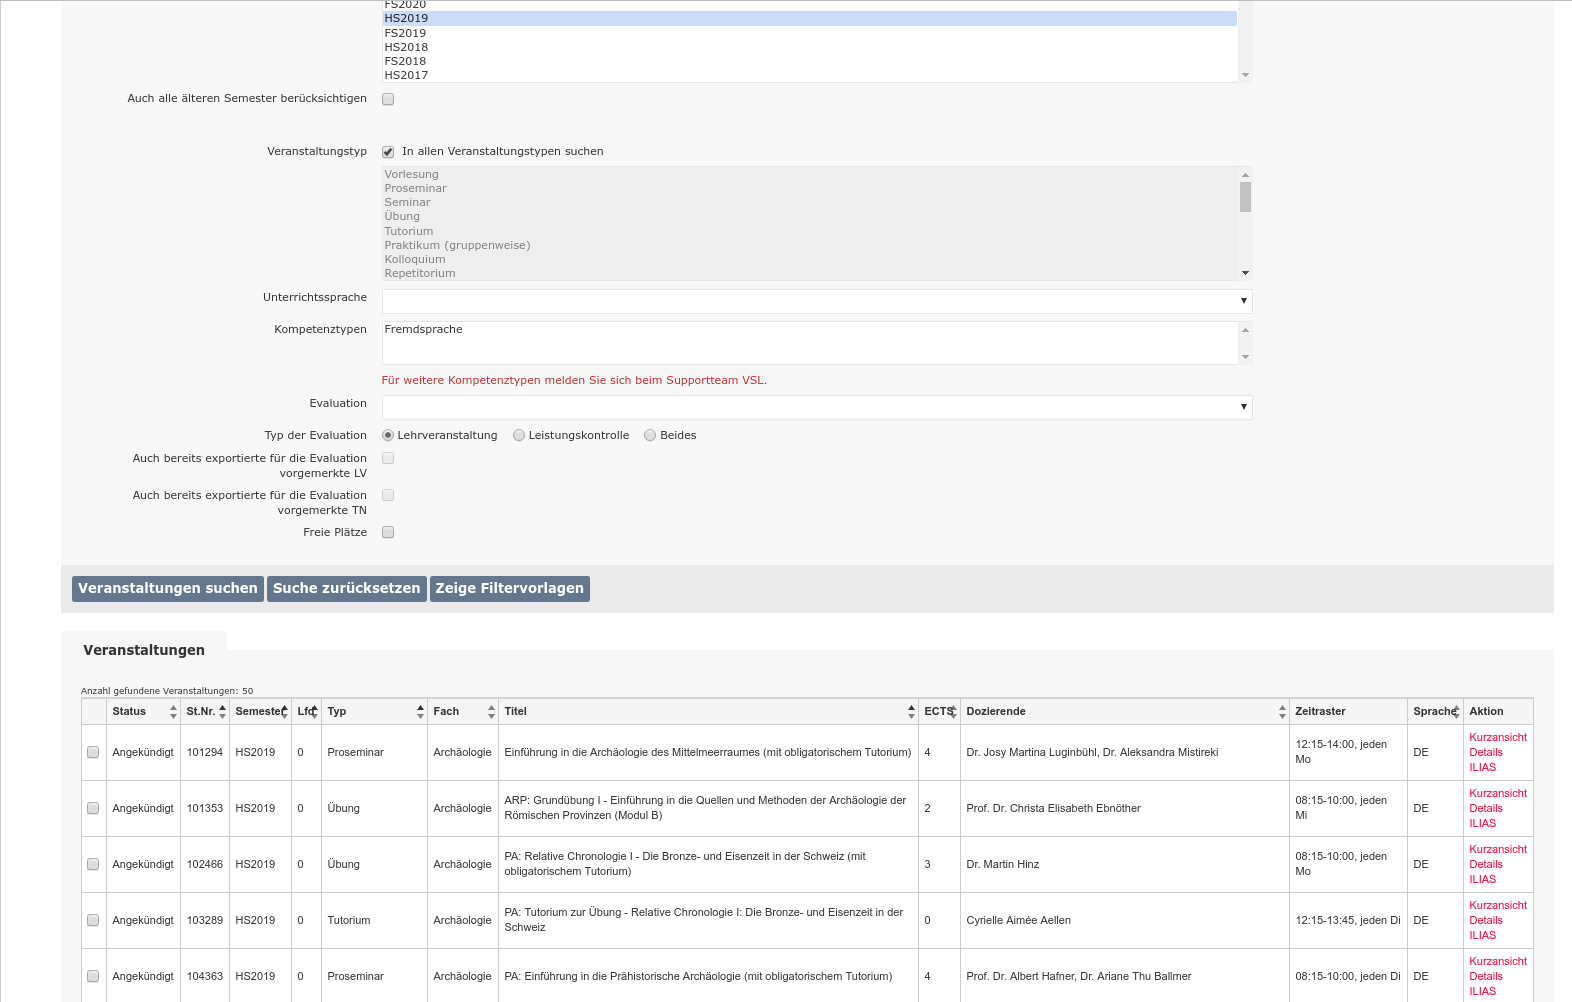 FS2020
HS2019
FS2019
HS2018
FS2018
HS2017
Auch alle älteren Semester berücksichtigen
Veranstaltungstyp In allen Veranstaltungstypen suchen
Vorlesung
Proseminar
Seminar
Übung
Tutorium
Praktikum (gruppenweise)
Kolloquium
Repetitorium
Unterrichtssprache
Kompetenztypen Fremdsprache
Für weitere Kompetenztypen melden Sie sich beim Supportteam VSL.
Evaluation
Typ der Evaluation Lehrveranstaltung Leistungskontrolle Beides
Auch bereits exportierte für die Evaluation
vorgemerkte LV
Auch bereits exportierte für die Evaluation
vorgemerkte TN
Freie Plätze
Veranstaltungen suchen Suche zurücksetzen Zeige Filtervorlagen
Veranstaltungen
Anzahl gefundene Veranstaltungen: 50
Status St.Nr. Semester Lfd Typ Fach Titel ECTS Dozierende Zeitraster Sprache Aktion
Angekündigt 101294 HS2019 0 Proseminar Archäologie Einführung in die Archäologie des Mittelmeerraumes (mit obligatorischem Tutorium) 4 Dr. Josy Martina Luginbühl, Dr. Aleksandra Mistireki 12:15-14:00, jeden
Mo DE Kurzansicht
Details
ILIAS
Angekündigt 101353 HS2019 0 Übung Archäologie ARP: Grundübung I - Einführung in die Quellen und Methoden der Archäologie der
Römischen Provinzen (Modul B) 2 Prof. Dr. Christa Elisabeth Ebnöther 08:15-10:00, jeden
Mi DE Kurzansicht
Details
ILIAS
Angekündigt 102466 HS2019 0 Übung Archäologie PA: Relative Chronologie I - Die Bronze- und Eisenzeit in der Schweiz (mit
obligatorischem Tutorium) 3 Dr. Martin Hinz 08:15-10:00, jeden
Mo DE Kurzansicht
Details
ILIAS
Angekündigt 103289 HS2019 0 Tutorium Archäologie PA: Tutorium zur Übung - Relative Chronologie I: Die Bronze- und Eisenzeit in der
Schweiz 0 Cyrielle Aimée Aellen 12:15-13:45, jeden Di DE Kurzansicht
Details
ILIAS
Angekündigt 104363 HS2019 0 Proseminar Archäologie PA: Einführung in die Prähistorische Archäologie (mit obligatorischem Tutorium) 4 Prof. Dr. Albert Hafner, Dr. Ariane Thu Ballmer 08:15-10:00, jeden Di DE Kurzansicht
Details
ILIAS